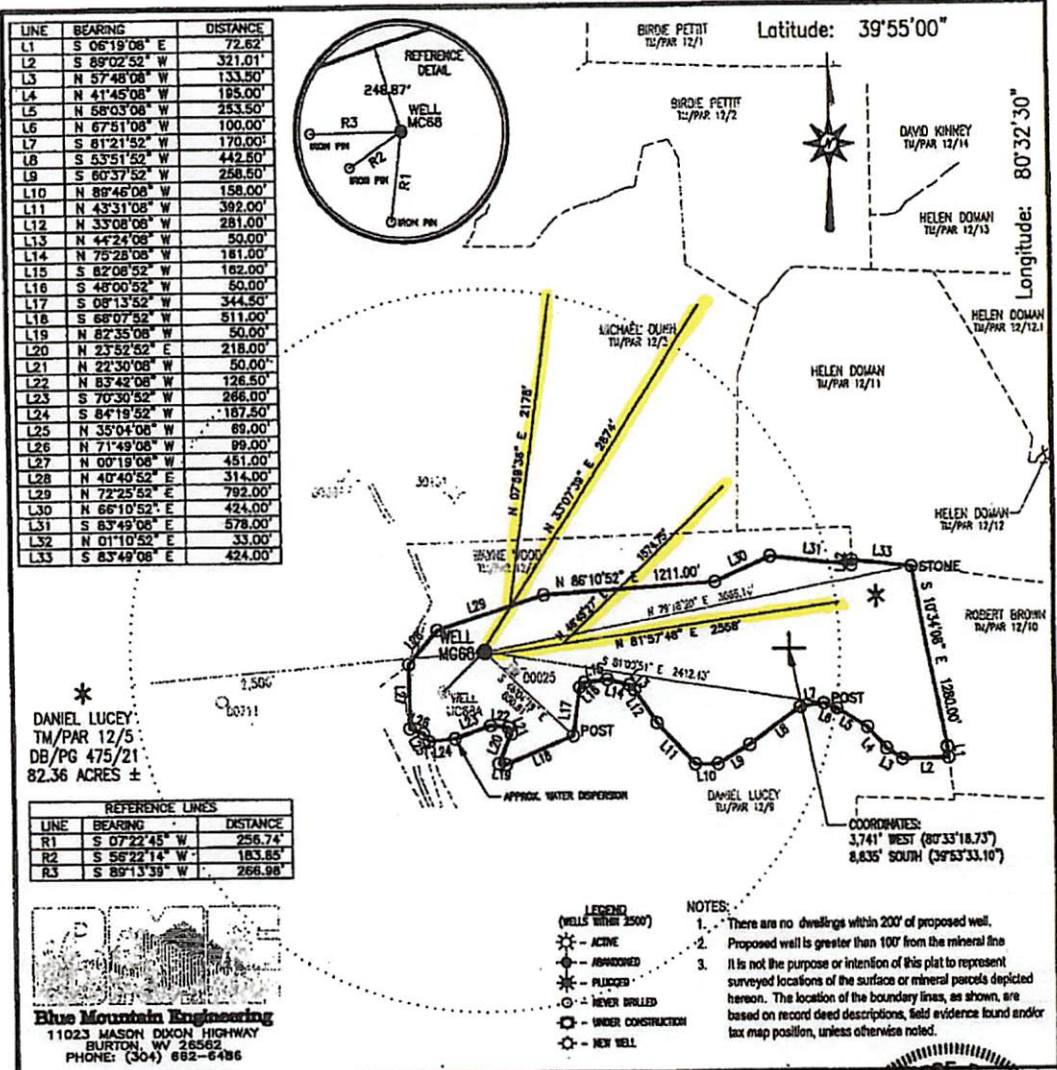 LINE BEARING DISTANCE
L1 S 06°19'08" E 72.62'
L2 S 89°02'52" W 321.01'
L3 N 57°48'08" W 133.50'
L4 N 41°45'08" W 195.00'
L5 N 58°03'08" W 253.50'
L6 N 67°51'08" W 100.00'
L7 S 81°21'52" W 170.00'
L8 S 53°51'52" W 442.50'
L9 S 60°37'52" W 258.50'
L10 N 89°46'08" W 158.00'
L11 N 43°31'08" W 392.00'
L12 N 33°08'08" W 281.00'
L13 N 44°24'08" W 50.00'
L14 N 75°28'08" W 161.00'
L15 S 82°08'52" W 162.00'
L16 S 48°00'52" W 50.00'
L17 S 08°13'52" W 344.50'
L18 S 68°07'52" W 511.00'
L19 N 82°35'08" W 50.00'
L20 N 23°52'52" E 218.00'
L21 N 22°30'08" W 50.00'
L22 N 83°42'08" W 126.50'
L23 S 70°30'52" W 266.00'
L24 S 84°19'52" W 187.50'
L25 N 35°04'08" W 69.00'
L26 N 71°49'08" W 99.00'
L27 N 00°19'08" W 451.00'
L28 N 40°40'52" E 314.00'
L29 N 72°25'52" E 792.00'
L30 N 66°10'52" E 424.00'
L31 S 83°49'08" E 578.00'
L32 N 01°10'52" E 33.00'
L33 S 83°49'08" E 424.00'
REFERENCE
DETAIL
248.87'
WELL
MC68
R3
R2
R1
IRON PIN
IRON PIN
IRON PIN
Latitude: 39°55'00"
Longitude: 80°32'30"
N
BIRDIE PETTIT
TM/PAR 12/1
BIRDIE PETTIT
TM/PAR 12/2
DAVID KINNEY
TM/PAR 12/14
HELEN DOMAN
TM/PAR 12/13
HELEN DOMAN
TM/PAR 12/12.1
HELEN DOMAN
TM/PAR 12/11
HELEN DOMAN
TM/PAR 12/12
MICHAEL DUNN
TM/PAR 12/3
WAYNE WOOD
ROBERT BROWN
TM/PAR 12/10
DANIEL LUCEY
TM/PAR 12/9
N 07°59'38" E 2178'
N 33°07'39" E 2874'
N 81°57'48" E 2558'
N 86°10'52" E 1211.00'
S 81°02'51" E 2412.13'
S 10°34'08" E 1280.00'
L30
L31
L33
STONE
L29
L28
WELL
MC68
2,500'
00025
WELL
MC68A
L27
L24
L23
L22
L21
L20
L19
L18
L17
L16
L14
L13
L12
L11
L10
L9
L8
L7
L6
L5
L4
L3
L2
L1
POST
POST
APPROX. WATER DISPERSION
COORDINATES:
3,741' WEST (80°33'18.73")
8,635' SOUTH (39°53'33.10")
DANIEL LUCEY
TM/PAR 12/5
DB/PG 475/21
82.36 ACRES ±
REFERENCE LINES
LINE BEARING DISTANCE
R1 S 07°22'45" W 256.74'
R2 S 56°22'14" W 183.85'
R3 S 89°13'39" W 266.98'
Blue Mountain Engineering
11023 MASON DIXON HIGHWAY
BURTON, WV 26562
PHONE: (304) 662-6486
LEGEND
(WELLS WITHIN 2500')
- ACTIVE
- ABANDONED
- PLUGGED
- NEVER DRILLED
- UNDER CONSTRUCTION
- NEW WELL
NOTES:
1. There are no dwellings within 200' of proposed well.
2. Proposed well is greater than 100' from the mineral line
3. It is not the purpose or intention of this plat to represent
surveyed locations of the surface or mineral parcels depicted
hereon. The location of the boundary lines, as shown, are
based on record deed descriptions, field evidence found and/or
tax map position, unless otherwise noted.